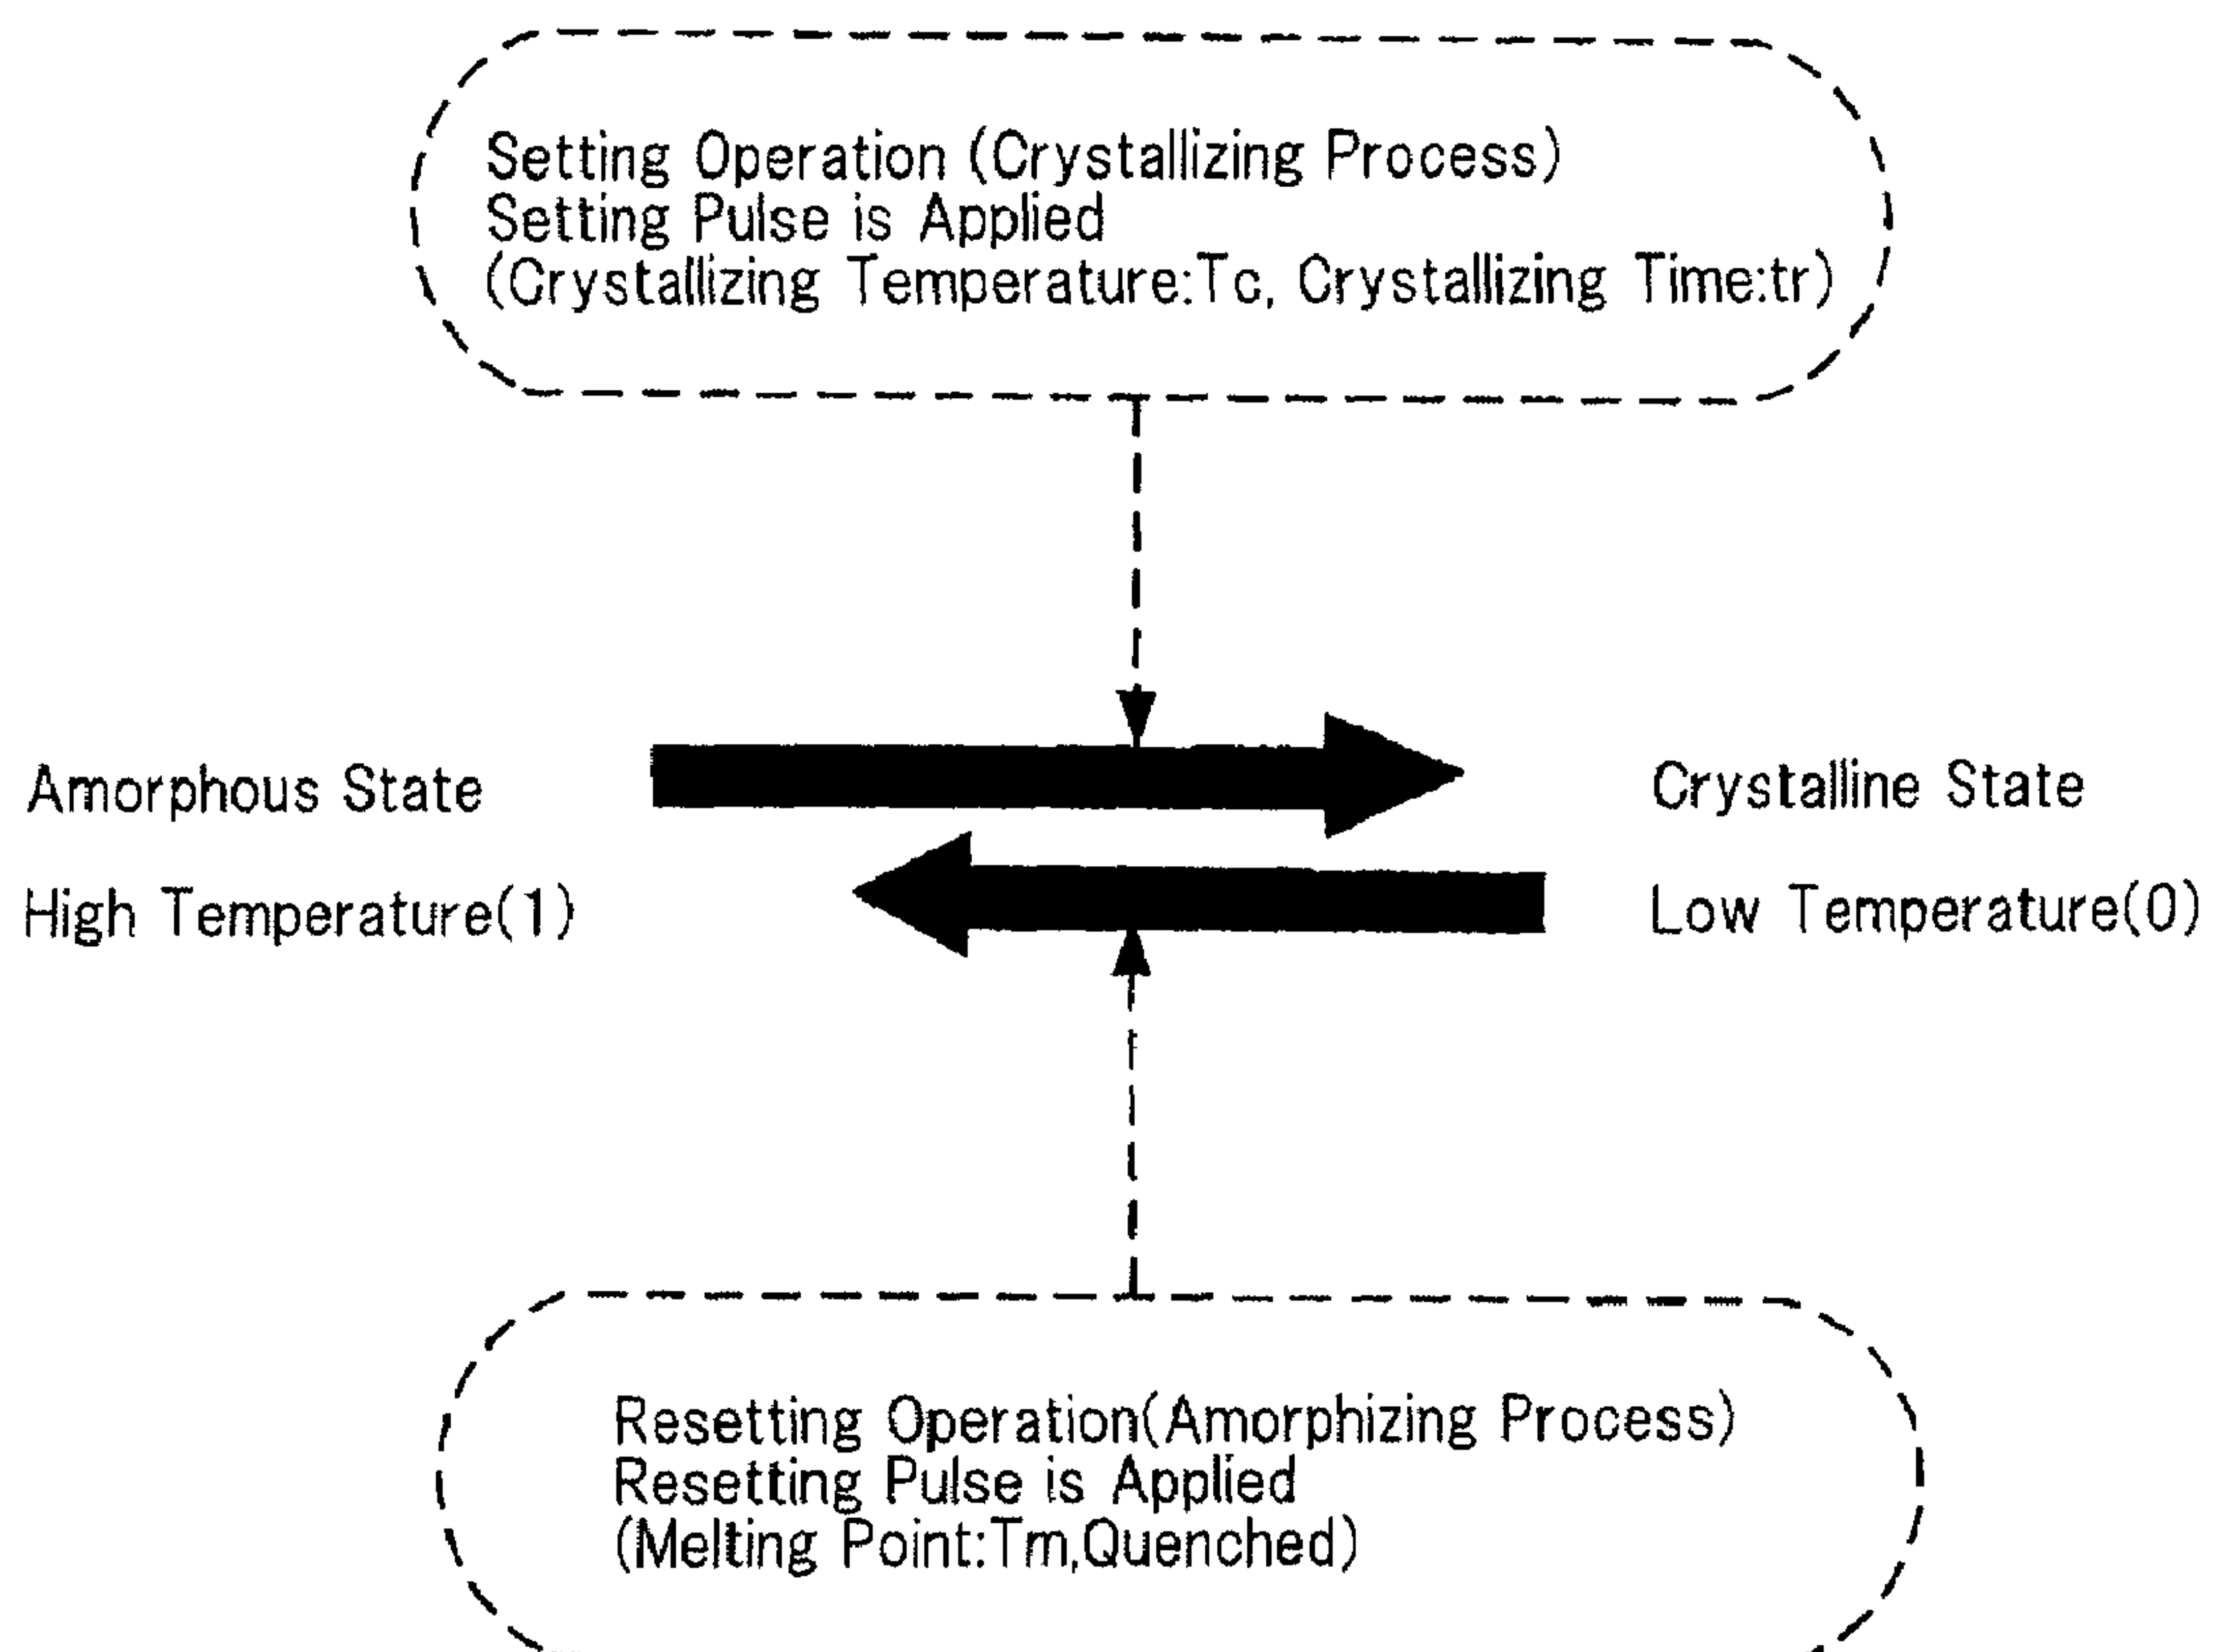 Setting Operation (Crystallizing Process)
Setting Pulse is Applied
(Crystallizing Temperature:Tc, Crystallizing Time:tr)
Amorphous State
Crystalline State
High Temperature(1)
Low Temperature(0)
Resetting Operation(Amorphizing Process)
Resetting Pulse is Applied
(Melting Point:Tm,Quenched)